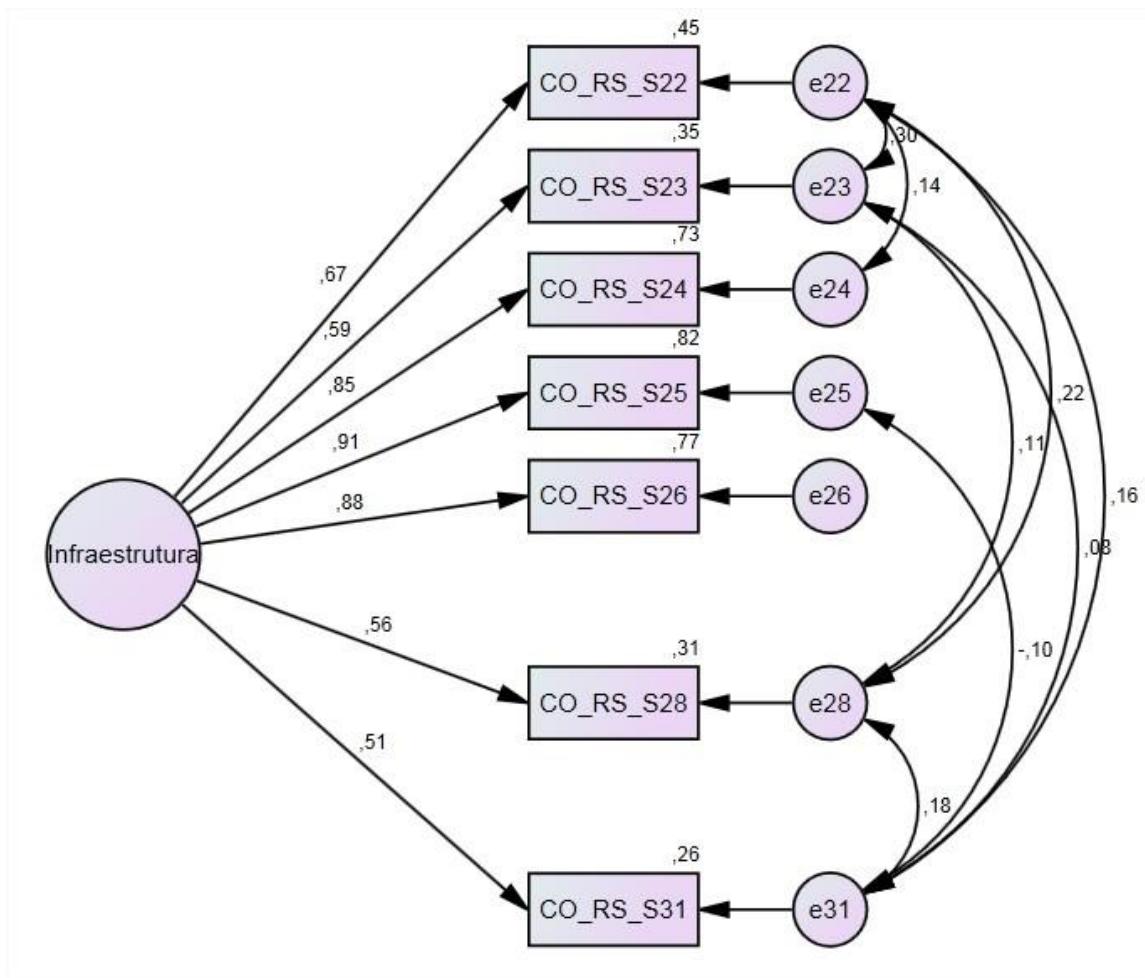 ,45
CO_RS_S22
e22
,35
,30
CO_RS_S23
e23
,14
,73
,67
CO_RS_S24
e24
,59
,82
,85
CO_RS_S25
e25
,22
,91
,77
,11
,88
CO_RS_S26
e26
,16
Infraestrutura
,08
,56
,31
-,10
CO_RS_S28
e28
,51
,18
,26
CO_RS_S31
e31